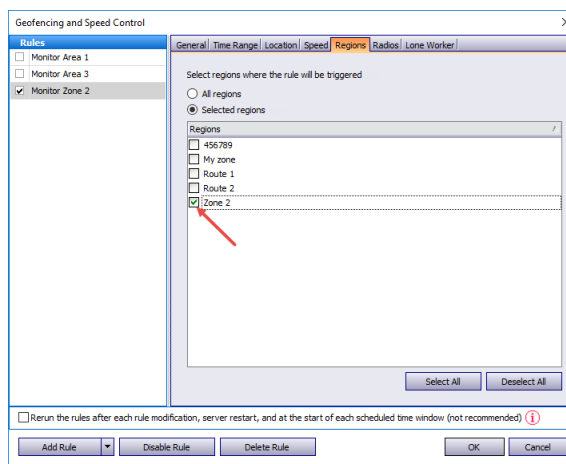 Geofencing and Speed Control
Rules
Monitor Area 1
Monitor Area 3
Monitor Zone 2
General Time Range Location Speed Regions Radios Lone Worker
Select regions where the rule will be triggered
All regions
Selected regions
Regions
456789
My zone
Route 1
Route 2
Zone 2
Select All Deselect All
Rerun the rules after each rule modification, server restart, and at the start of each scheduled time window (not recommended)
Add Rule Disable Rule Delete Rule OK Cancel